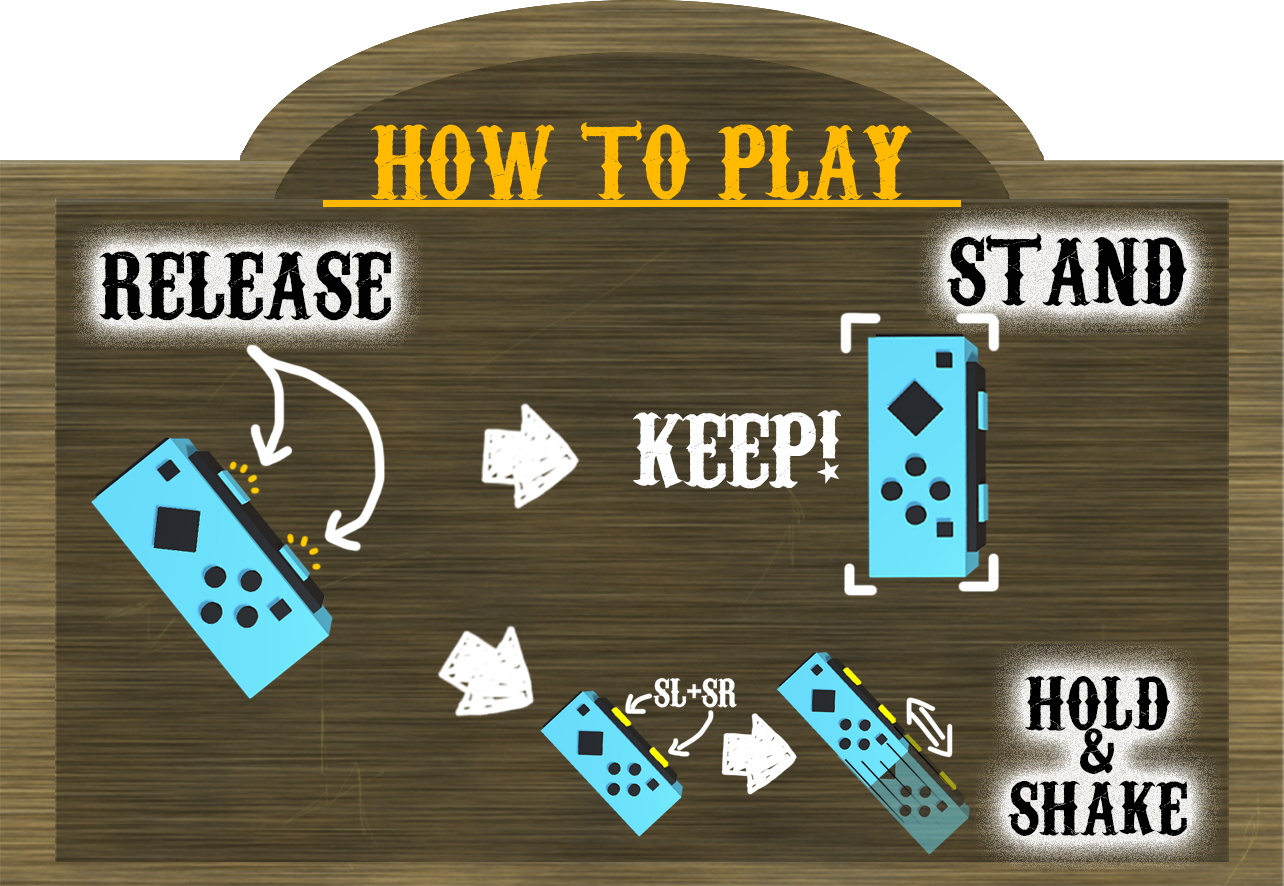 HOW TO PLAY
RELEASE
STAND
KEEP!
SL+SR
HOLD
&
SHAKE